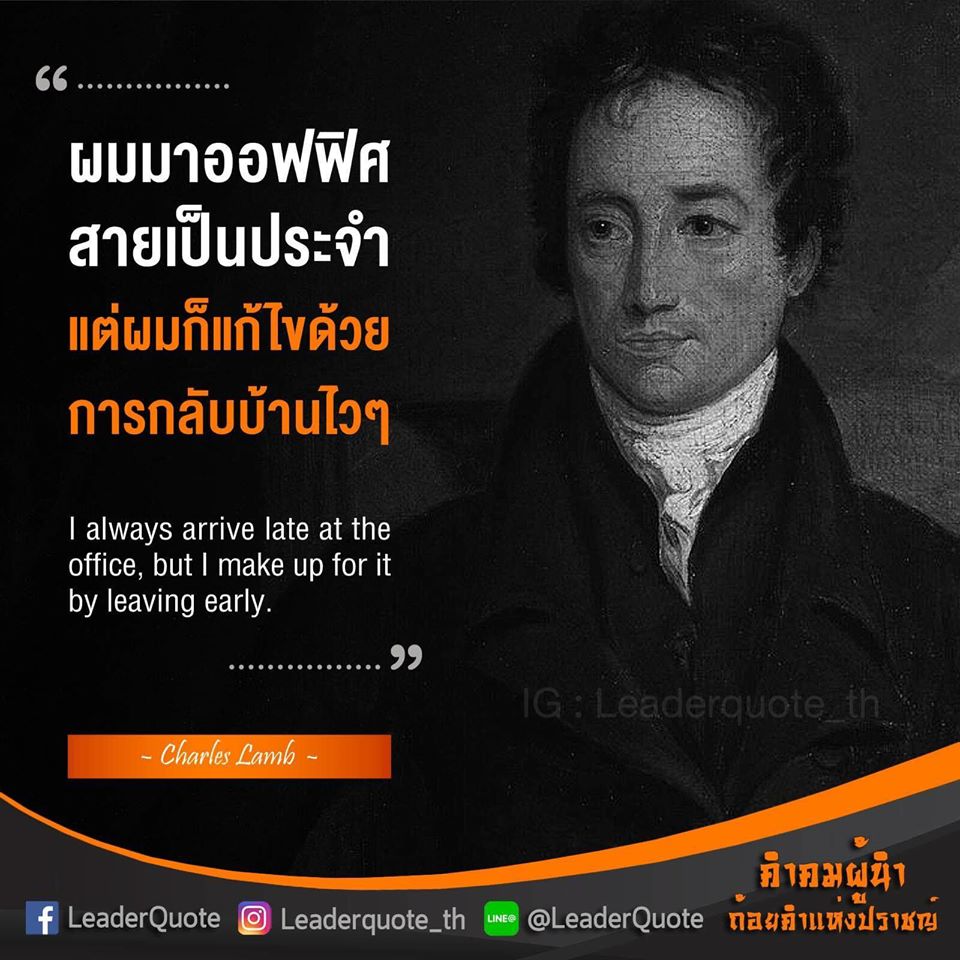 “ ................
ผมมาออฟฟิศ
สายเป็นประจำ
แต่ผมก็แก้ไขด้วย
การกลับบ้านไวๆ
I always arrive late at the
office, but I make up for it
by leaving early.
................ ”
IG : Leaderquote_th
~ Charles Lamb ~
คำคมผู้นำ
ถ้อยคำแห่งปราชญ์
LeaderQuote Leaderquote_th LINE@ @LeaderQuote